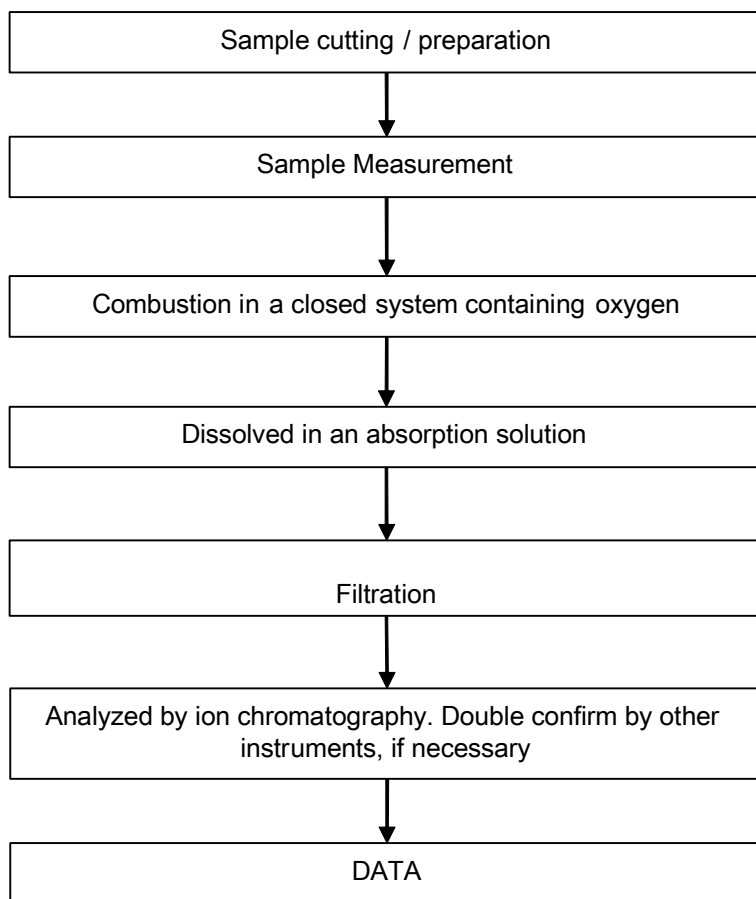 Sample cutting / preparation
Sample Measurement
Combustion in a closed system containing oxygen
Dissolved in an absorption solution
Filtration
Analyzed by ion chromatography. Double confirm by other
instruments, if necessary
DATA